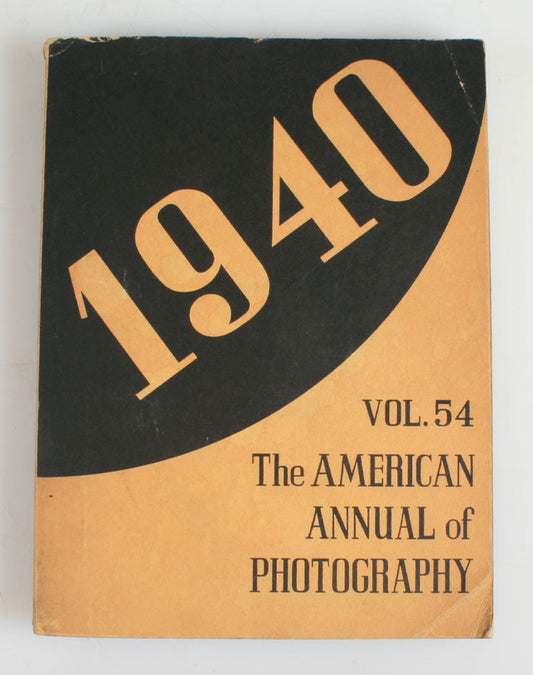 1940
VOL. 54
The AMERICAN
ANNUAL of
PHOTOGRAPHY